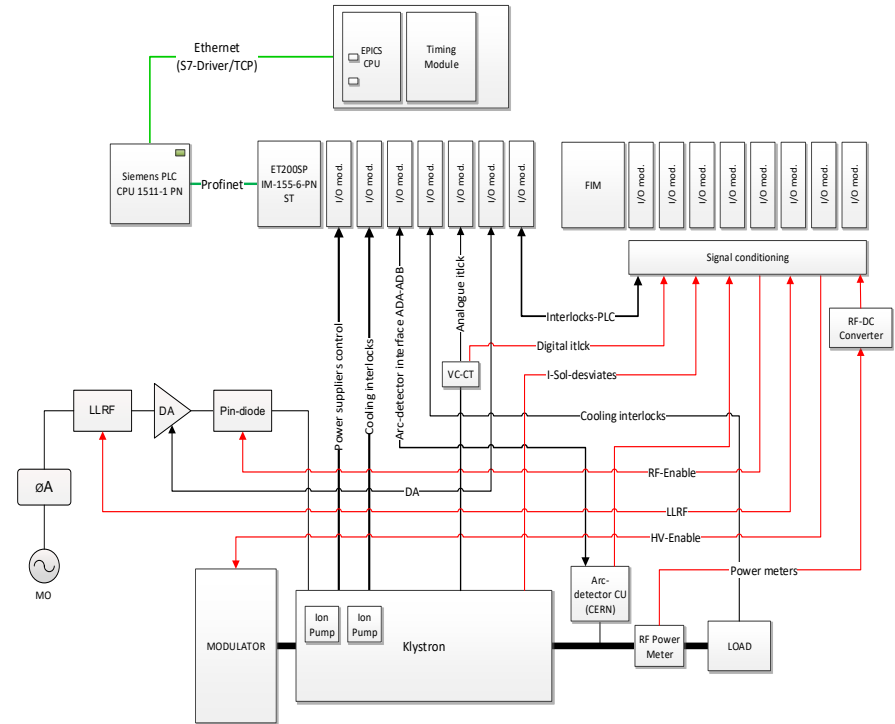 Ethernet
(S7-Driver/TCP)
EPICS
CPU
Timing
Module
Siemens PLC
CPU 1511-1 PN
Profinet
ET200SP
IM-155-6-PN
ST
I/O mod.
I/O mod.
I/O mod.
I/O mod.
I/O mod.
I/O mod.
I/O mod.
FIM
I/O mod.
I/O mod.
I/O mod.
I/O mod.
I/O mod.
I/O mod.
I/O mod.
I/O mod.
Signal conditioning
Power suppliers control
Cooling interlocks
Arc-detector interface ADA-ADB
Analogue itlck
Interlocks-PLC
RF-DC
Converter
Digital itlck
VC-CT
I-Sol-desviates
LLRF
DA
Pin-diode
Cooling interlocks
RF-Enable
ØA
DA
LLRF
HV-Enable
MO
Power meters
Arc-
detector CU
(CERN)
MODULATOR
Ion
Pump
Ion
Pump
Klystron
RF Power
Meter
LOAD